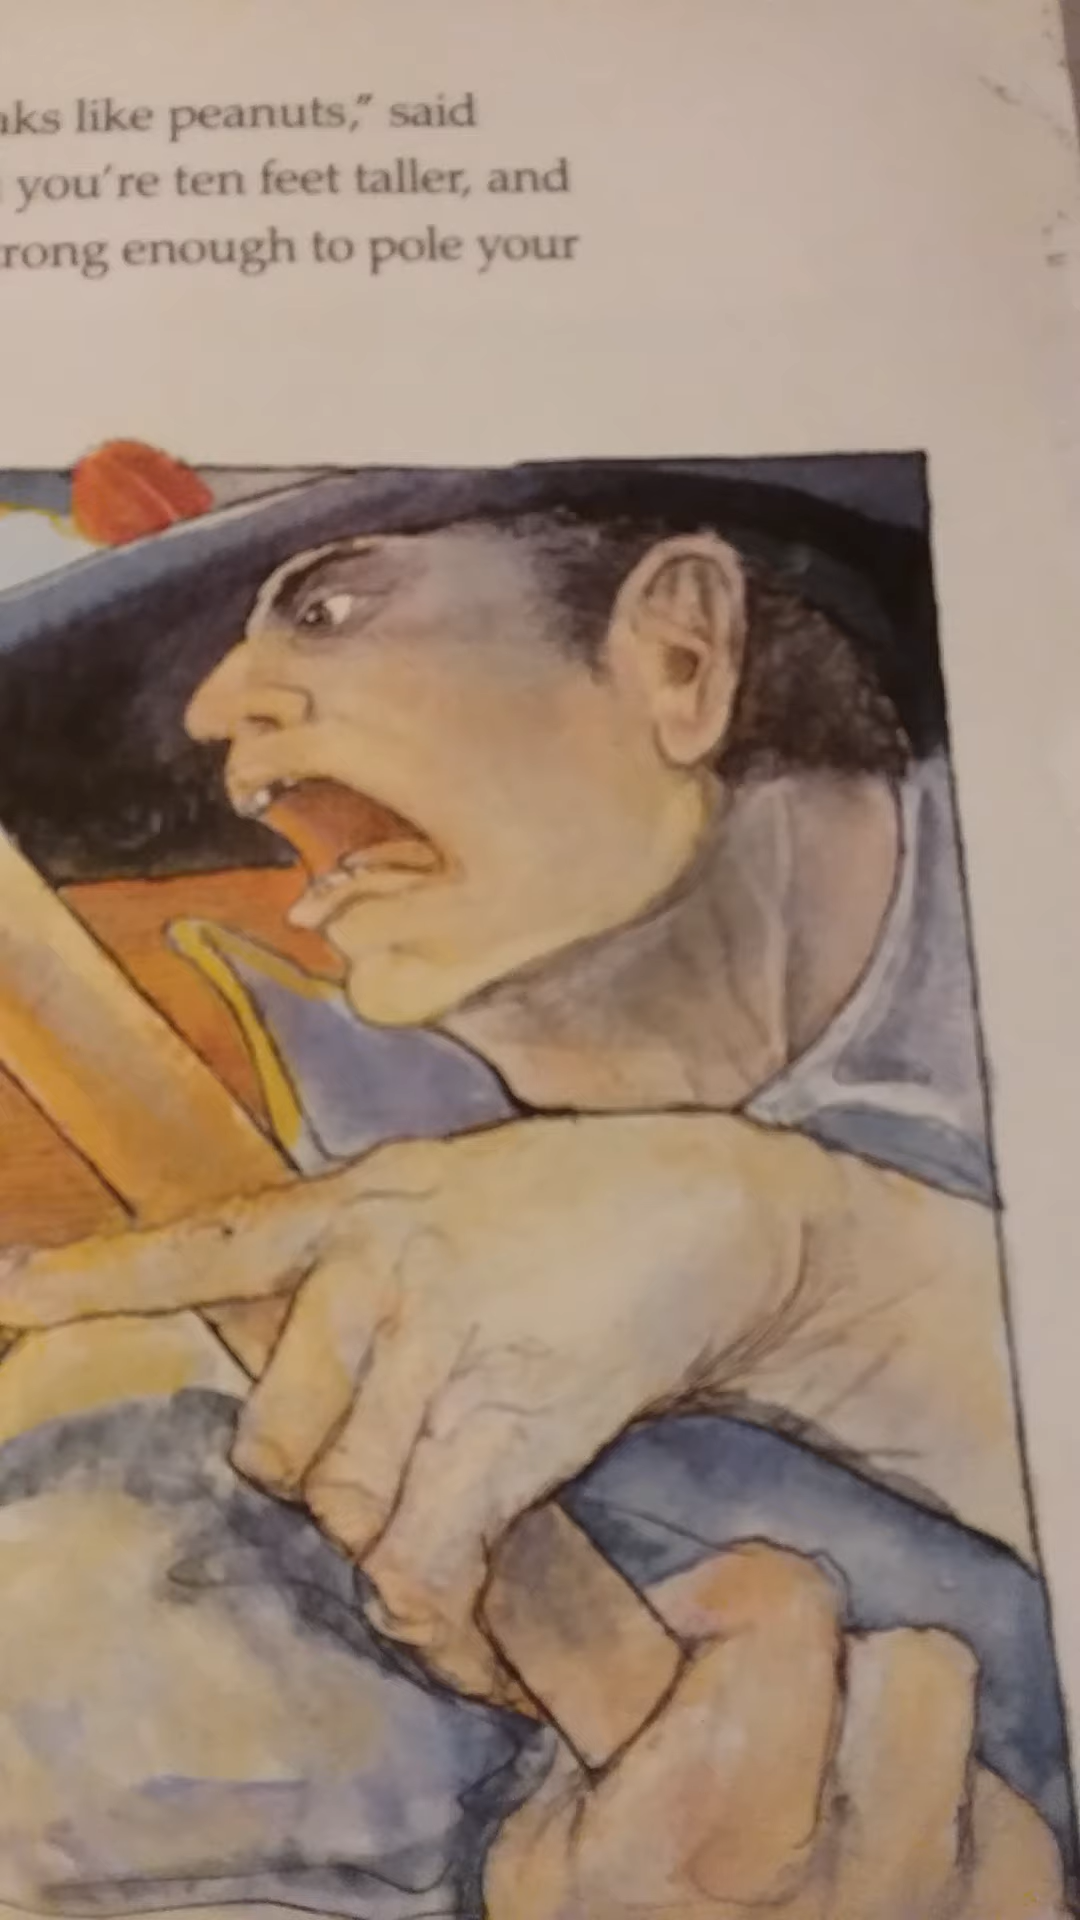 like peanuts,” said
you’re ten feet taller, and
enough to pole your